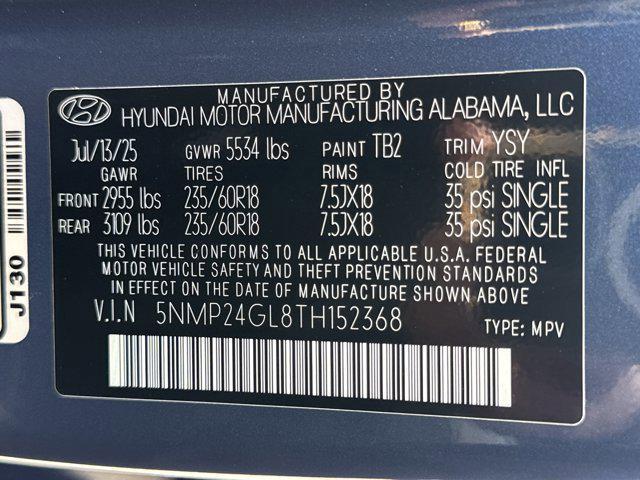 MANUFACTURED BY
HYUNDAI MOTOR MANUFACTURING ALABAMA, LLC
Jul/13/25 GVWR 5534 lbs PAINT TB2 TRIM YSY
GAWR TIRES RIMS COLD TIRE INFL
FRONT 2955 lbs 235/60R18 7.5JX18 35 psi SINGLE
REAR 3109 lbs 235/60R18 7.5JX18 35 psi SINGLE
THIS VEHICLE CONFORMS TO ALL APPLICABLE U.S.A. FEDERAL
MOTOR VEHICLE SAFETY AND THEFT PREVENTION STANDARDS
IN EFFECT ON THE DATE OF MANUFACTURE SHOWN ABOVE
V.I.N 5NMP24GL8TH152368 TYPE: MPV
J130